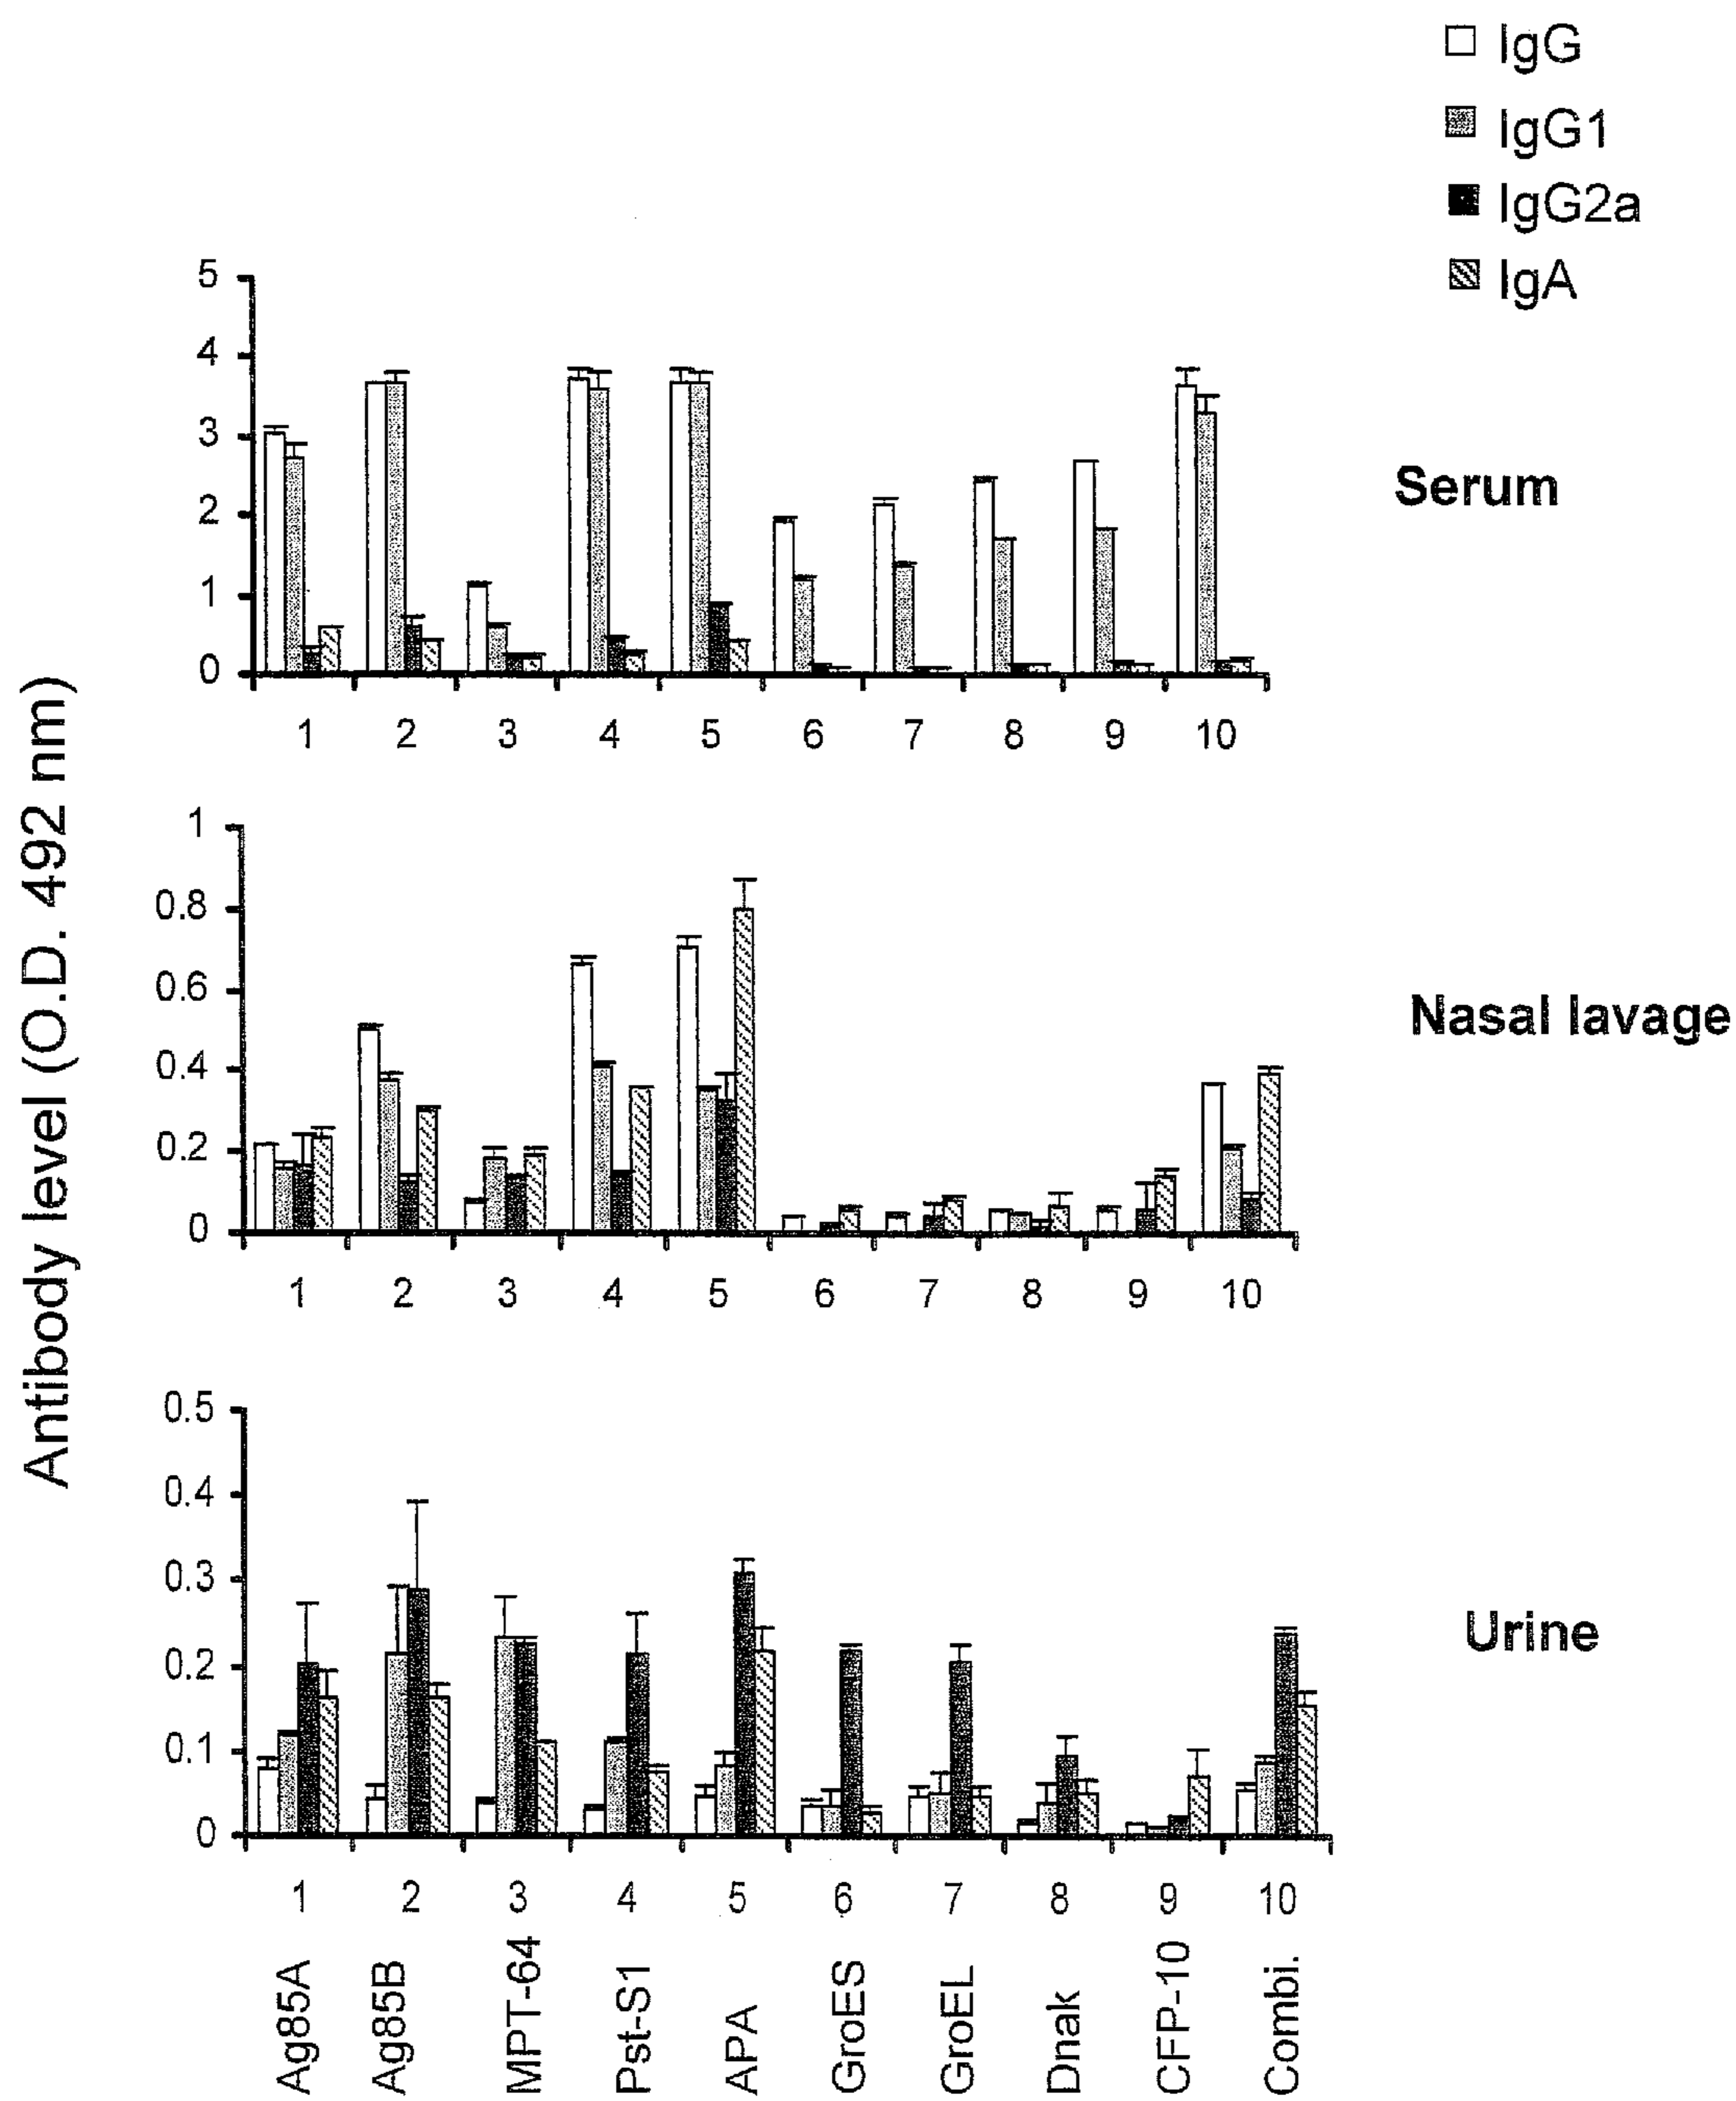 IgG
IgG1
IgG2a
IgA
Antibody level (O.D. 492 nm)
5
4
3
2
1
0
1 2 3 4 5 6 7 8 9 10
Serum
1
0.8
0.6
0.4
0.2
0
1 2 3 4 5 6 7 8 9 10
Nasal lavage
0.5
0.4
0.3
0.2
0.1
0
1 2 3 4 5 6 7 8 9 10
Urine
Ag85A
Ag85B
MPT-64
Pst-S1
APA
GroES
GroEL
Dnak
CFP-10
Combi.